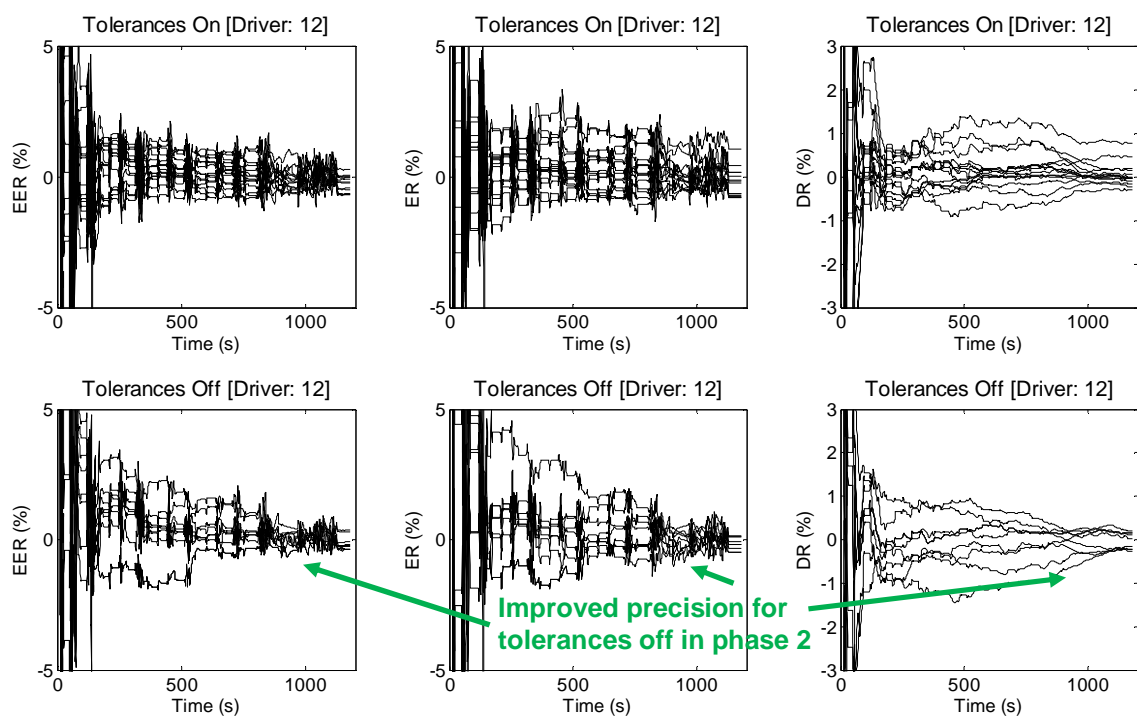 Tolerances On [Driver: 12]
EER (%)
5
0
-5
0
500
1000
Time (s)
Tolerances On [Driver: 12]
ER (%)
5
0
-5
0
500
1000
Time (s)
Tolerances On [Driver: 12]
DR (%)
3
2
1
0
-1
-2
-3
0
500
1000
Time (s)
Tolerances Off [Driver: 12]
EER (%)
5
0
-5
0
500
1000
Time (s)
Tolerances Off [Driver: 12]
ER (%)
5
0
-5
0
500
1000
Time (s)
Tolerances Off [Driver: 12]
DR (%)
3
2
1
0
-1
-2
-3
0
500
1000
Time (s)
Improved precision for
tolerances off in phase 2